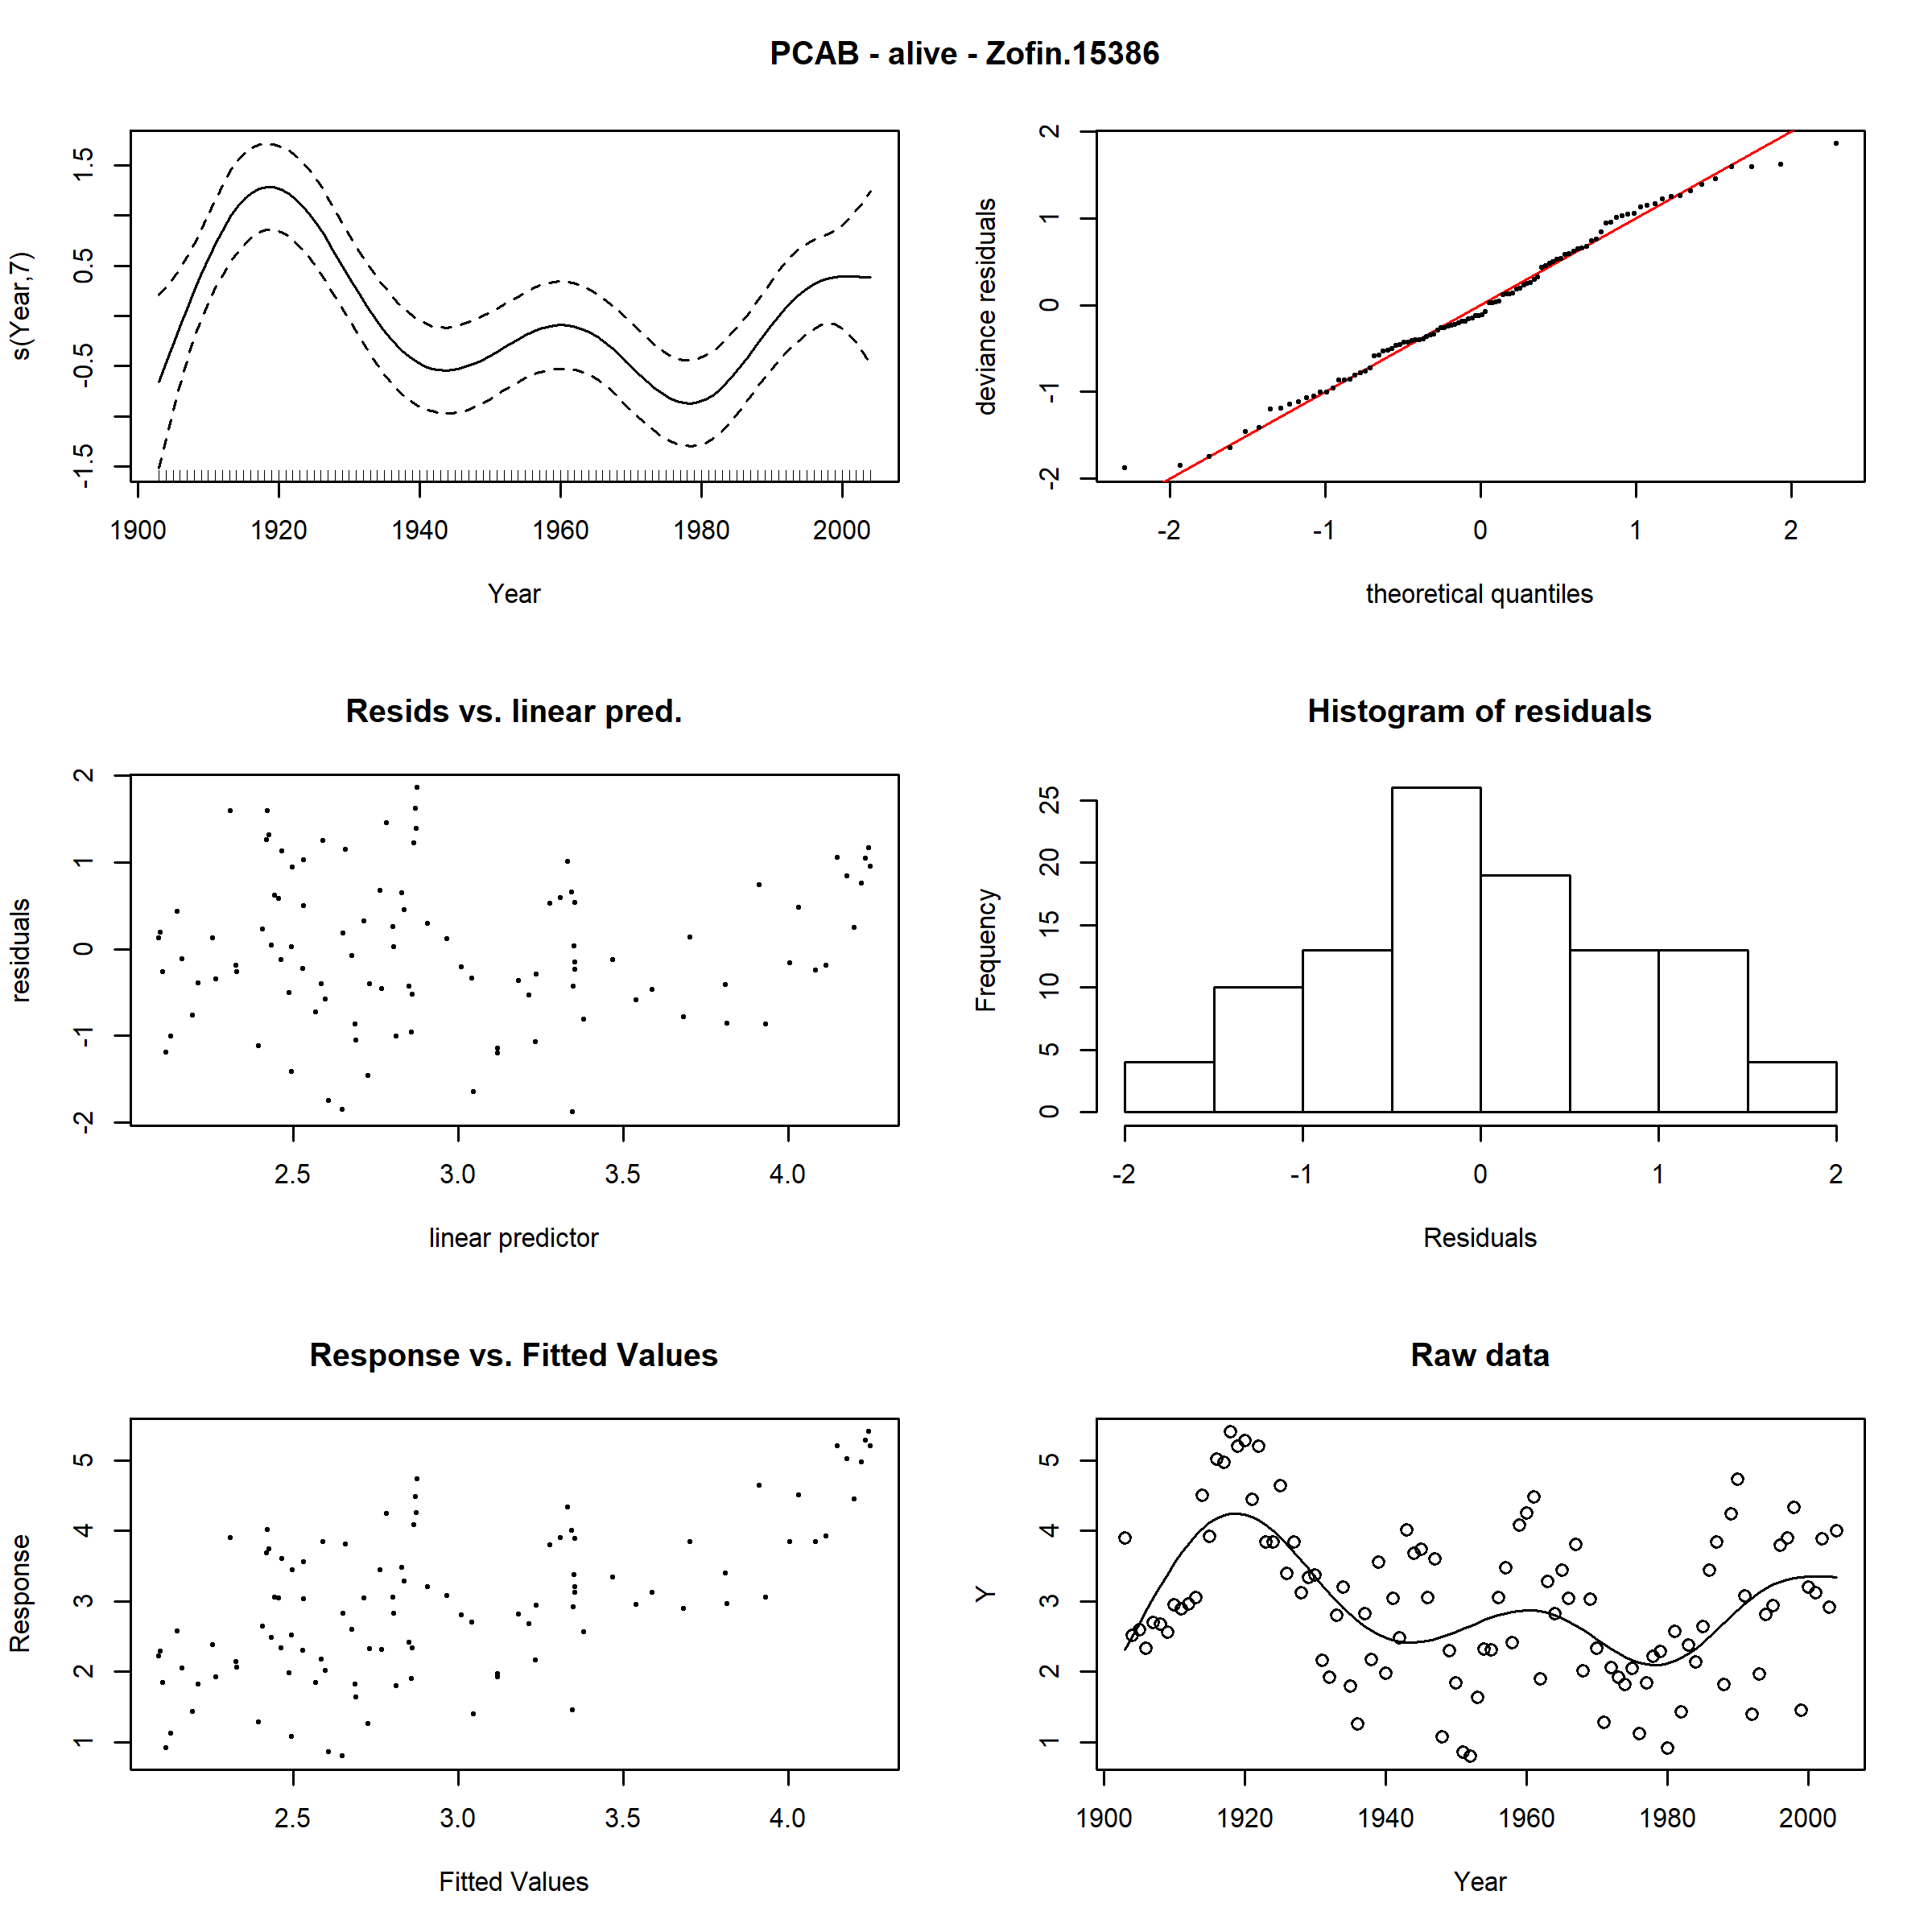 PCAB - alive - Zofin.15386
s(Year,7)
1.5
0.5
-0.5
-1.5
1900 1920 1940 1960 1980 2000
Year
deviance residuals
2
1
0
-1
-2
-2 -1 0 1 2
theoretical quantiles
Resids vs. linear pred.
residuals
2
1
0
-1
-2
2.5 3.0 3.5 4.0
linear predictor
Histogram of residuals
Frequency
25
20
15
10
5
0
-2 -1 0 1 2
Residuals
Response vs. Fitted Values
Response
5
4
3
2
1
2.5 3.0 3.5 4.0
Fitted Values
Raw data
Y
5
4
3
2
1
1900 1920 1940 1960 1980 2000
Year